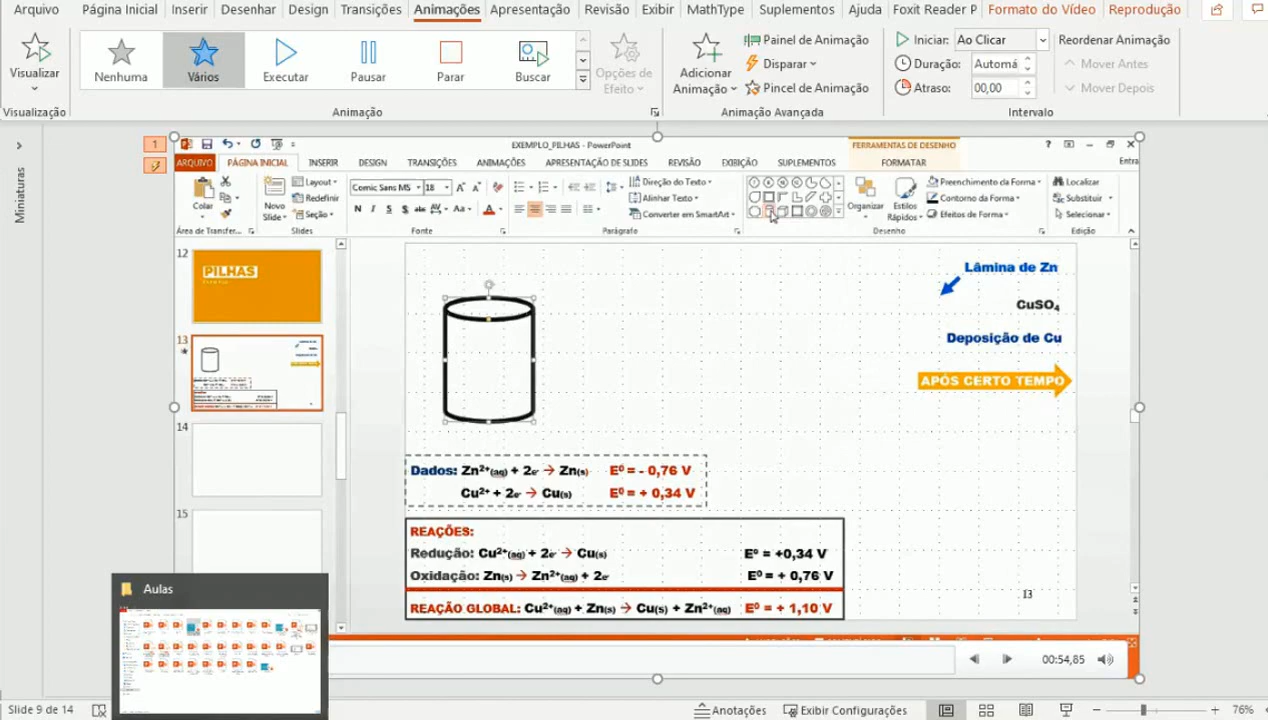 Arquivo Página Inicial Inserir Desenhar Design Transições Animações Apresentação Revisão Exibir MathType Suplementos Ajuda Foxit Reader P Formato do Vídeo Reprodução
Visualizar
Nenhuma Vários Executar Pausar Parar Buscar
Opções de Efeito
Adicionar Animação
Painel de Animação
Disparar
Pincel de Animação
Iniciar: Ao Clicar
Duração: Automá
Atraso: 00,00
Reordenar Animação
Mover Antes
Mover Depois
Visualização Animação Animação Avançada Intervalo
Miniaturas
1
EXEMPLO_PILHAS - PowerPoint
FERRAMENTAS DE DESENHO
ARQUIVO PÁGINA INICIAL INSERIR DESIGN TRANSIÇÕES ANIMAÇÕES APRESENTAÇÃO DE SLIDES REVISÃO EXIBIÇÃO SUPLEMENTOS FORMATAR Entra
Colar
Novo Slide
Layout
Seção
Comic Sans MS 18
N I S S abc AV Aa A
Direção do Texto
Alinhar Texto
Converter em SmartArt
Organizar
Estilos Rápidos
Preenchimento da Forma
Contorno da Forma
Efeitos de Forma
Localizar
Substituir
Selecionar
Área de Transfer... Slides Fonte Parágrafo Desenho Edição
12
PILHAS
13
14
15
Lâmina de Zn
CuSO₄
Deposição de Cu
APÓS CERTO TEMPO
Dados: Zn²⁺(aq) + 2e⁻ → Zn(s) E⁰ = - 0,76 V
Cu²⁺ + 2e⁻ → Cu(s) E⁰ = + 0,34 V
REAÇÕES:
Redução: Cu²⁺(aq) + 2e⁻ → Cu(s) E⁰ = +0,34 V
Oxidação: Zn(s) → Zn²⁺(aq) + 2e⁻ E⁰ = + 0,76 V
REAÇÃO GLOBAL: Cu²⁺(aq) + Zn(s) → Cu(s) + Zn²⁺(aq) E⁰ = + 1,10 V
13
Aulas
00:54,85
Slide 9 de 14 Anotações Exibir Configurações 76%